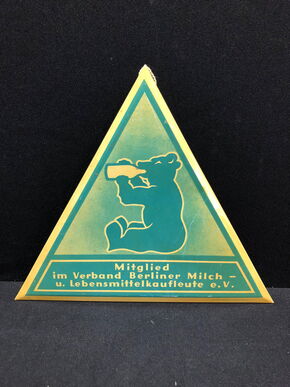 Mitglied
im Verband Berliner Milch -
u. Lebensmittelkaufleute e.V.